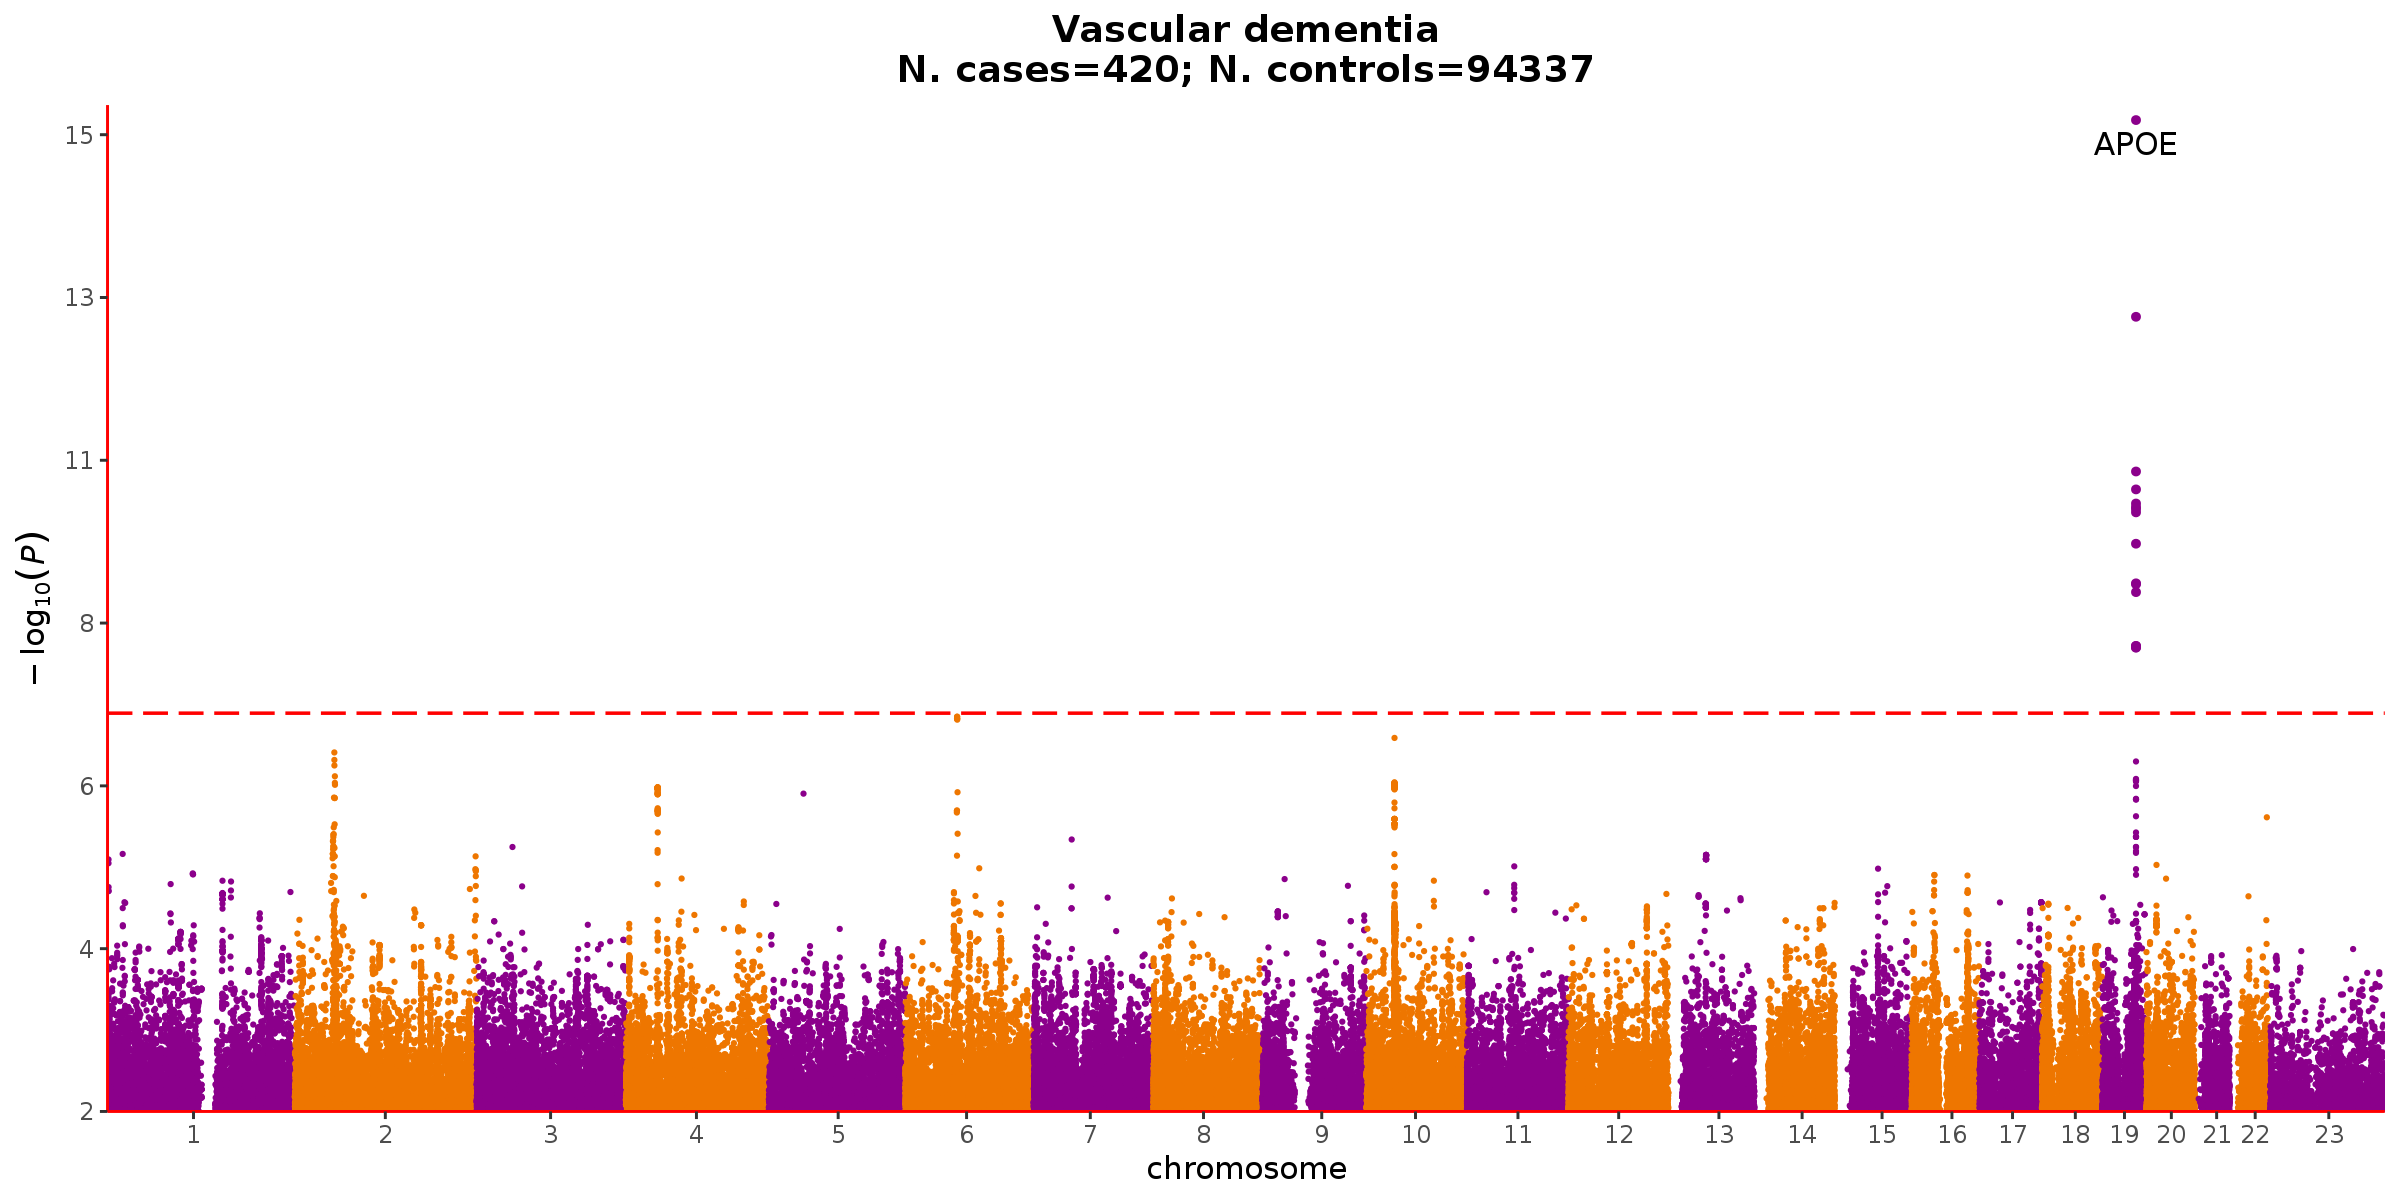 Vascular dementia
N. cases=420; N. controls=94337
15
APOE
13
11
8
6
4
2
−log10(P)
1 2 3 4 5 6 7 8 9 10 11 12 13 14 15 16 17 18 19 20 21 22 23
chromosome